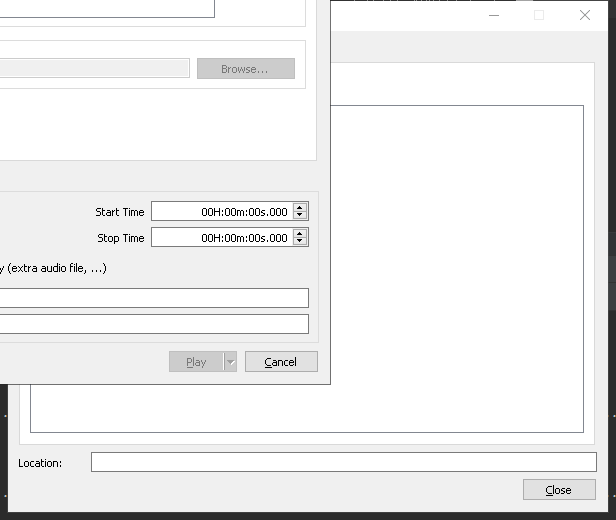 Browse...
Start Time 00H:00m:00s.000
Stop Time 00H:00m:00s.000
y (extra audio file, ...)
Play Cancel
Location:
Close